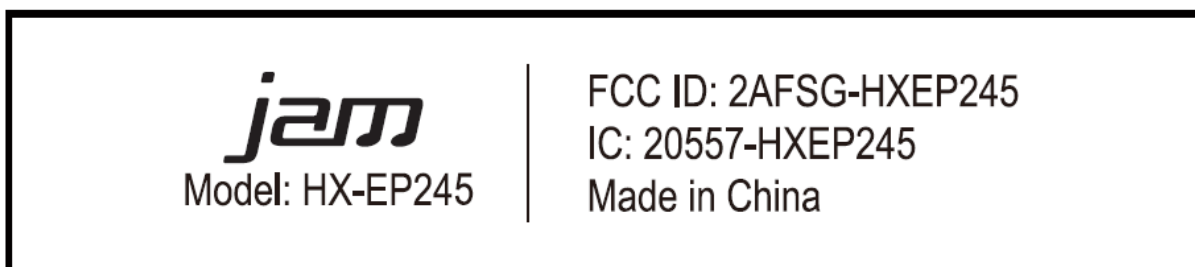 jam
Model: HX-EP245
FCC ID: 2AFSG-HXEP245
IC: 20557-HXEP245
Made in China